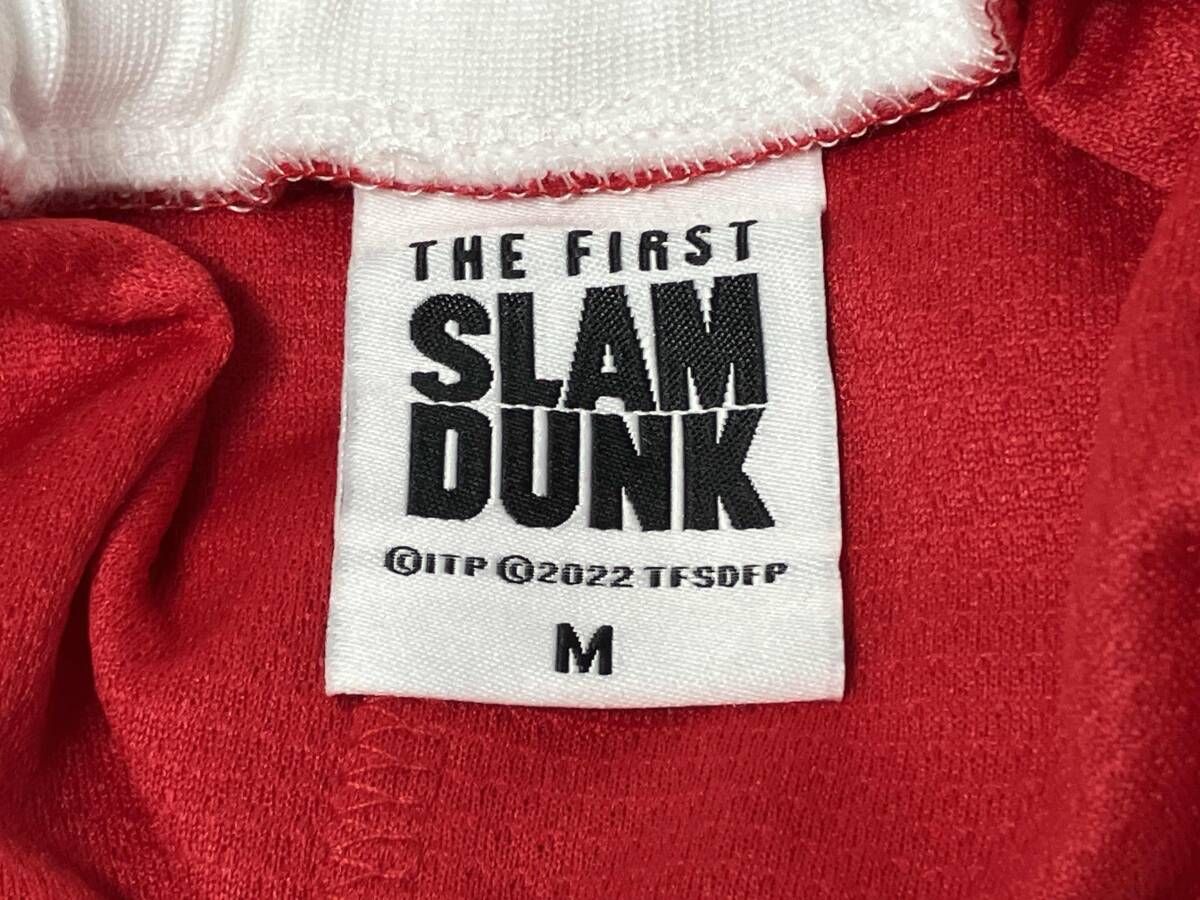 THE FIRST
SLAM
DUNK
©ITP ©2022 TFSDFP
M